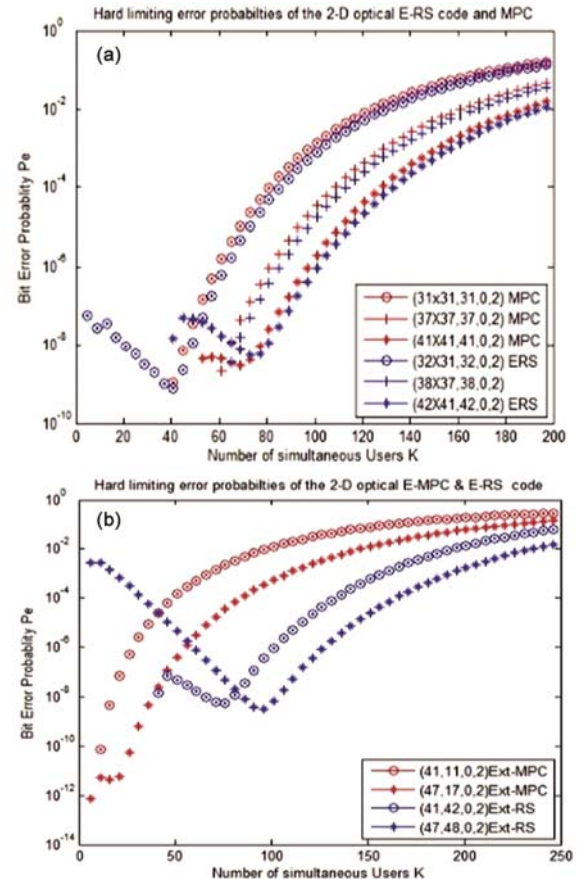 Hard limiting error probabilties of the 2-D optical E-RS code and MPC
(a)
10^0
10^-2
10^-4
10^-6
10^-8
10^-10
Bit Error Probablity Pe
(31x31,31,0,2) MPC
(37X37,37,0,2) MPC
(41X41,41,0,2) MPC
(32X31,32,0,2) ERS
(38X37,38,0,2)
(42X41,42,0,2) ERS
0 20 40 60 80 100 120 140 160 180 200
Number of simultaneous Users K
Hard limiting error probabilties of the 2-D optical E-MPC & E-RS code
(b)
10^0
10^-2
10^-4
10^-6
10^-8
10^-10
10^-12
10^-14
Bit Error Probablity Pe
(41,11,0,2)Ext-MPC
(47,17,0,2)Ext-MPC
(41,42,0,2)Ext-RS
(47,48,0,2)Ext-RS
0 50 100 150 200 250
Number of simultaneous Users K